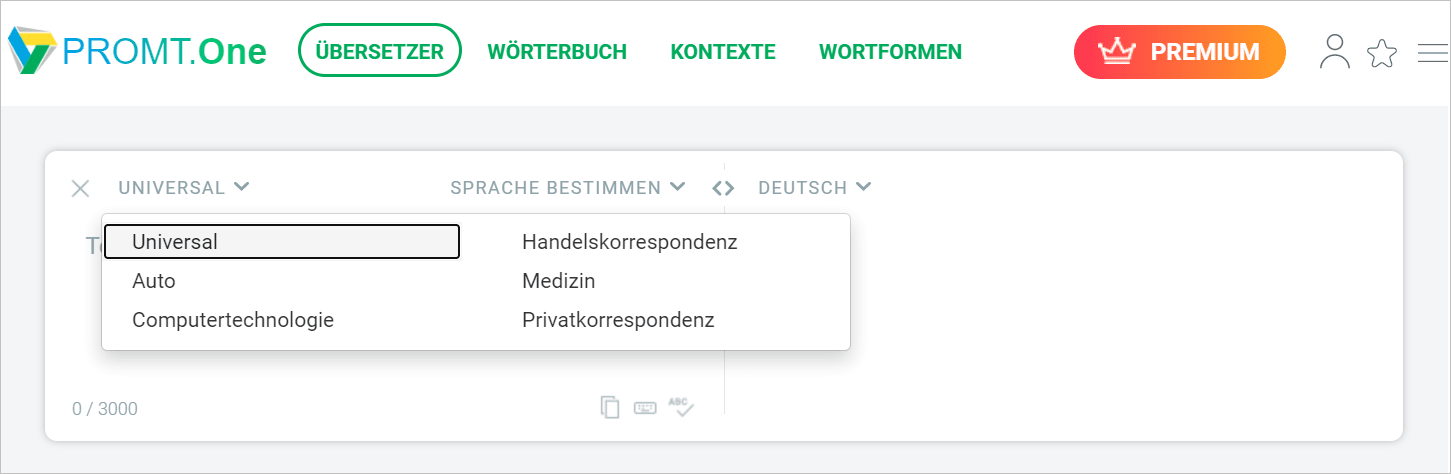 PROMT.One ÜBERSETZER WÖRTERBUCH KONTEXTE WORTFORMEN PREMIUM
UNIVERSAL SPRACHE BESTIMMEN DEUTSCH
Universal Handelskorrespondenz
Auto Medizin
Computertechnologie Privatkorrespondenz
0 / 3000 ABC